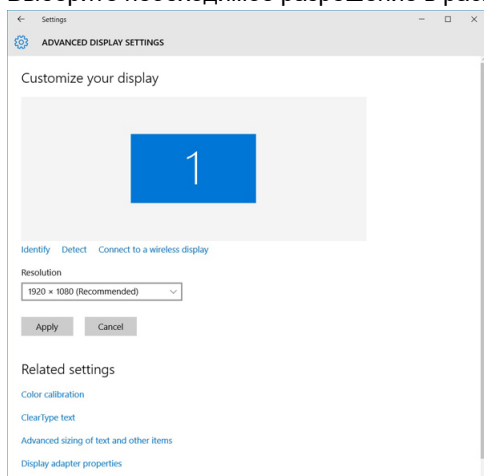 Settings
ADVANCED DISPLAY SETTINGS
Customize your display
1
Identify Detect Connect to a wireless display
Resolution
1920 × 1080 (Recommended)
Apply Cancel
Related settings
Color calibration
ClearType text
Advanced sizing of text and other items
Display adapter properties